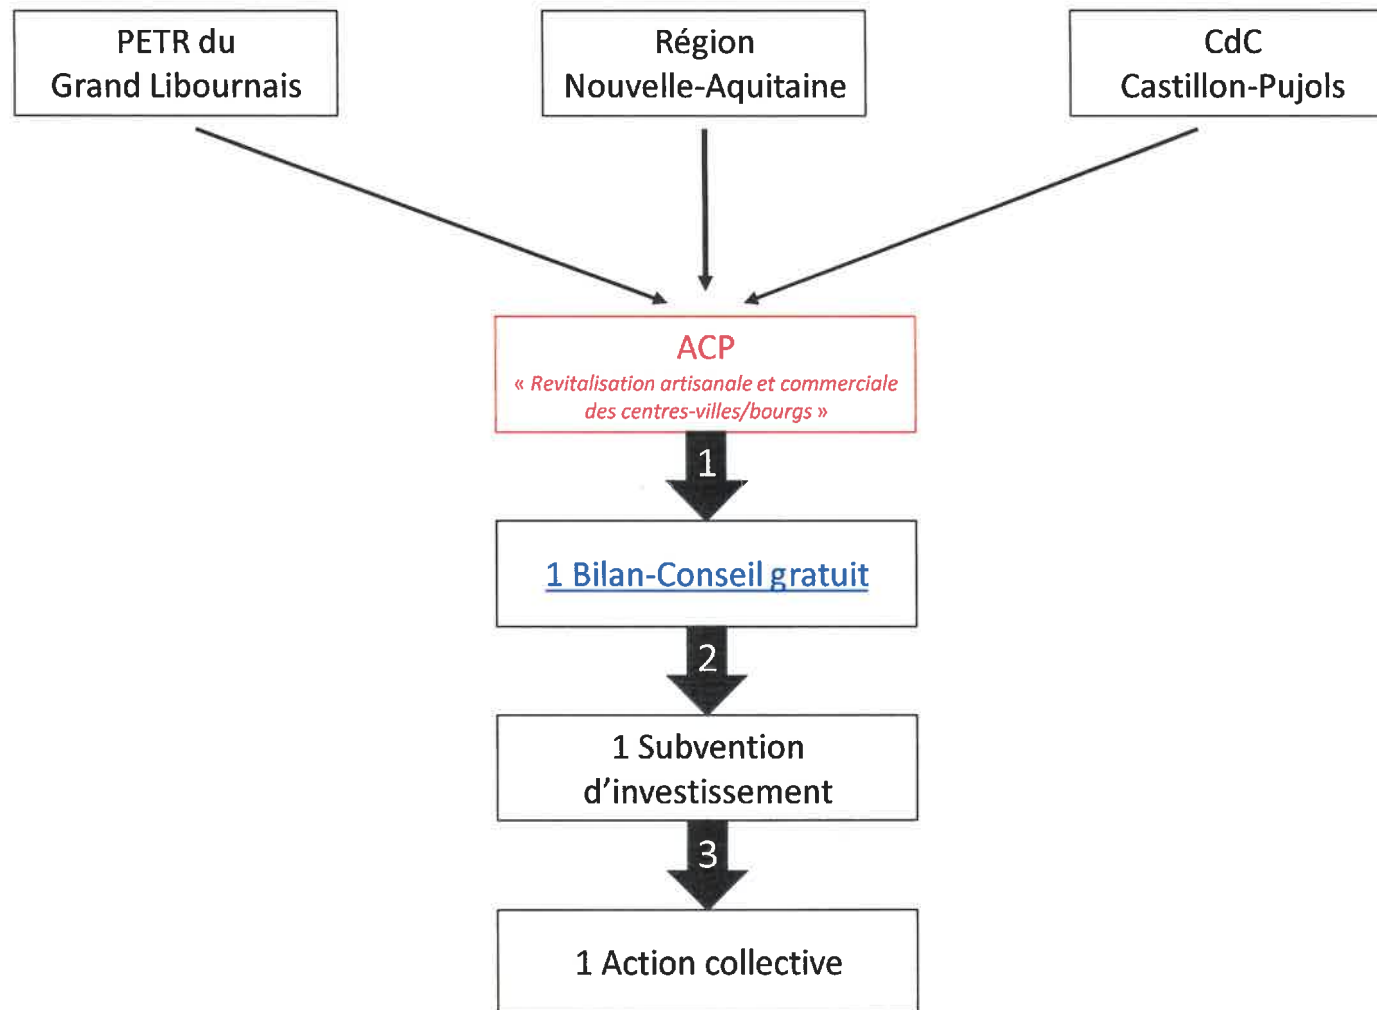 PETR du
Grand Libournais
Région
Nouvelle-Aquitaine
CdC
Castillon-Pujols
ACP
« Revitalisation artisanale et commerciale
des centres-villes/bourgs »
1
1 Bilan-Conseil gratuit
2
1 Subvention
d'investissement
3
1 Action collective